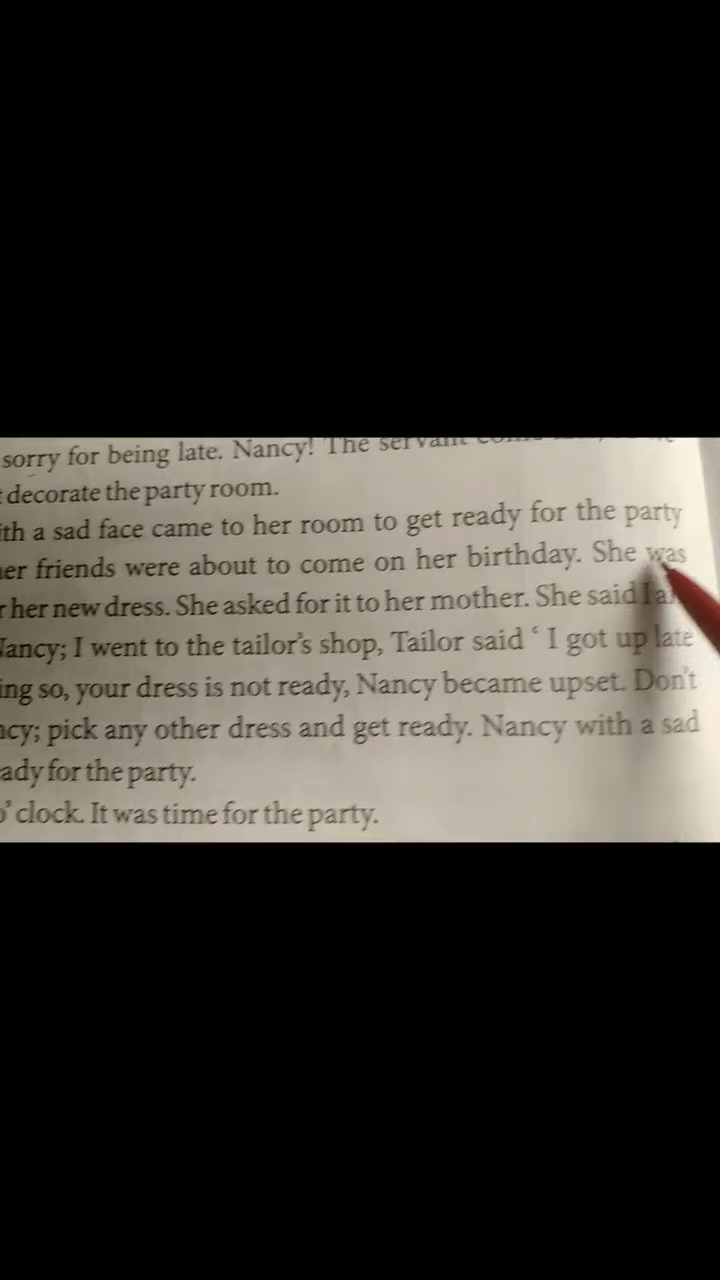 sorry for being late. Nancy! The servant
decorate the party room.
with a sad face came to her room to get ready for the party
her friends were about to come on her birthday. She was
her new dress. She asked for it to her mother. She said I
Nancy; I went to the tailor's shop, Tailor said ‘ I got up late
ing so, your dress is not ready, Nancy became upset. Don't
ncy; pick any other dress and get ready. Nancy with a sad
ady for the party.
o' clock. It was time for the party.